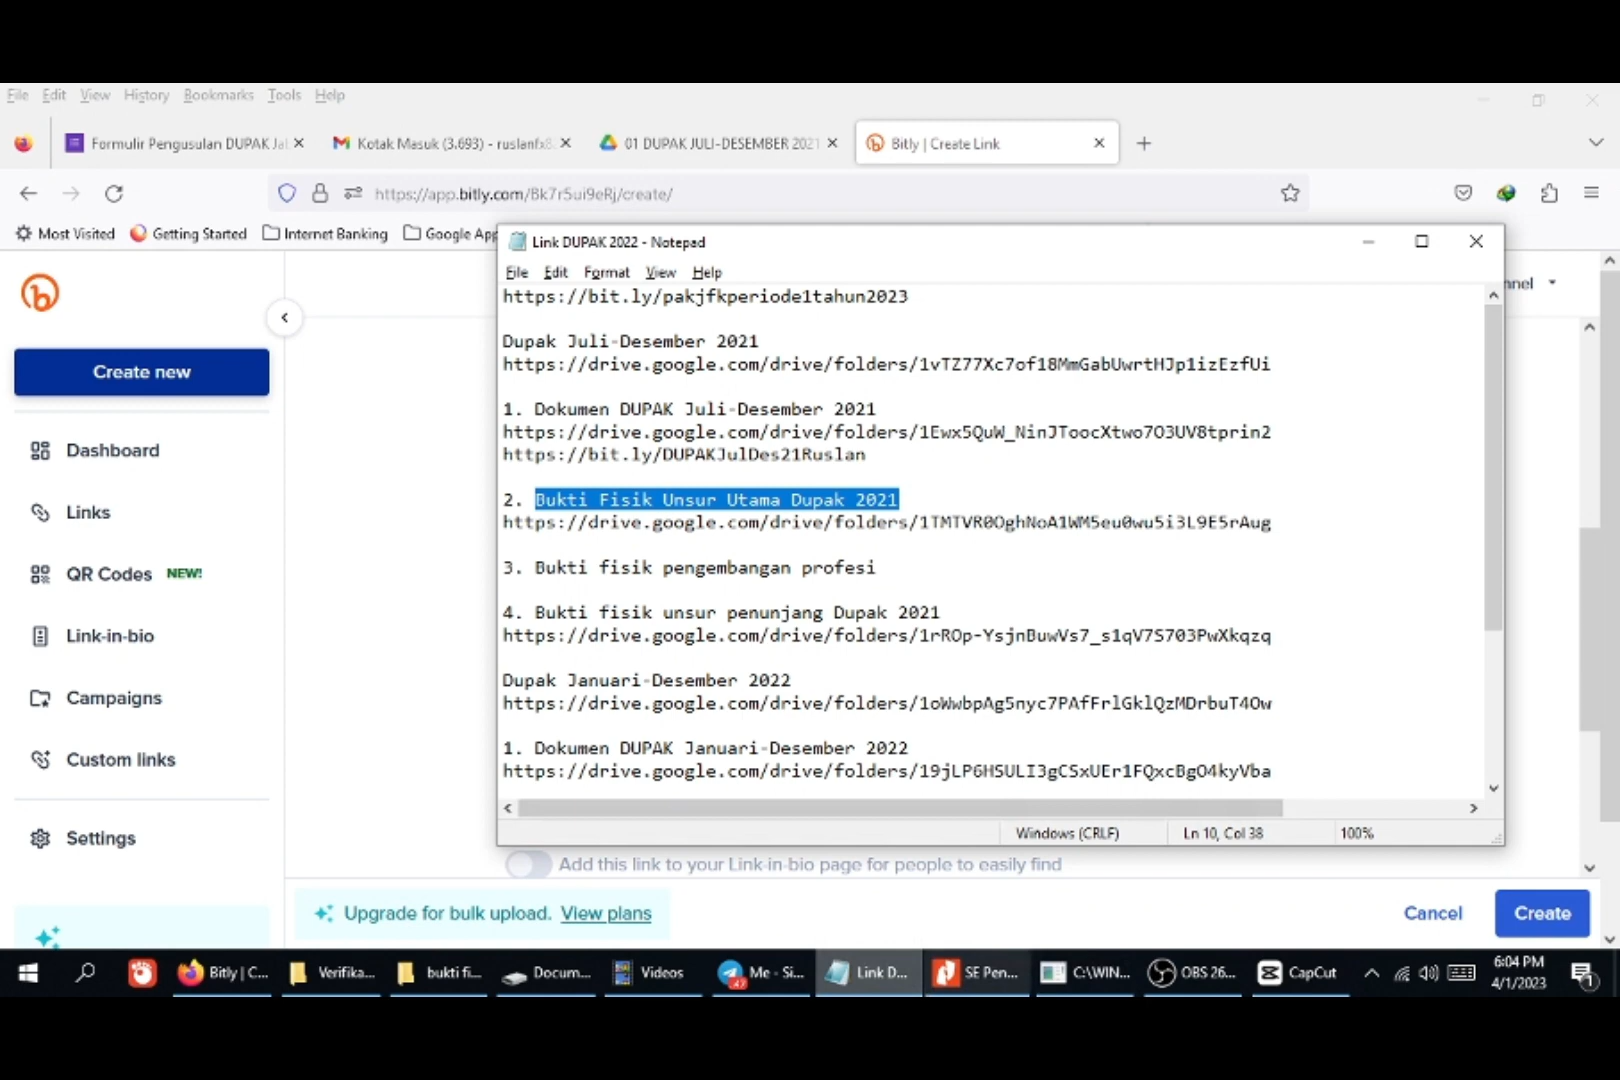 File Edit View History Bookmarks Tools Help
Formulir Pengusulan DUPAK Jab
Kotak Masuk (3.693) - ruslanfx8
01 DUPAK JULI-DESEMBER 2021
Bitly | Create Link
https://app.bitly.com/Bk7r5ui9eRj/create/
Most Visited Getting Started Internet Banking Google App
Link DUPAK 2022 - Notepad
File Edit Format View Help
https://bit.ly/pakjfkperiode1tahun2023
Dupak Juli-Desember 2021
https://drive.google.com/drive/folders/1vTZ77Xc7of18MmGabUwrtHJp1izEzfUi
1. Dokumen DUPAK Juli-Desember 2021
https://drive.google.com/drive/folders/1Ewx5QuW_NinJToocXtwo7O3UV8tprin2
https://bit.ly/DUPAKJulDes21Ruslan
2. Bukti Fisik Unsur Utama Dupak 2021
https://drive.google.com/drive/folders/1TMTVR0OghNoA1WM5eu0wu5i3L9E5rAug
3. Bukti fisik pengembangan profesi
4. Bukti fisik unsur penunjang Dupak 2021
https://drive.google.com/drive/folders/1rROp-YsjnBuwVs7_s1qV7S703PwXkqzq
Dupak Januari-Desember 2022
https://drive.google.com/drive/folders/1oWwbpAg5nyc7PAfFrlGklQzMDrbuT4Ow
1. Dokumen DUPAK Januari-Desember 2022
https://drive.google.com/drive/folders/19jLP6HSULI3gCSxUEr1FQxcBgO4kyVba
Windows (CRLF) Ln 10, Col 38 100%
nnel
Create new
Dashboard
Links
QR Codes NEW!
Link-in-bio
Campaigns
Custom links
Settings
Add this link to your Link-in-bio page for people to easily find
Upgrade for bulk upload. View plans
Cancel
Create
Bitly | C... Verifika... bukti fi... Docum... Videos Me - Si... Link D... SE Pen... C:\WIN... OBS 26... CapCut
6:04 PM
4/1/2023
1